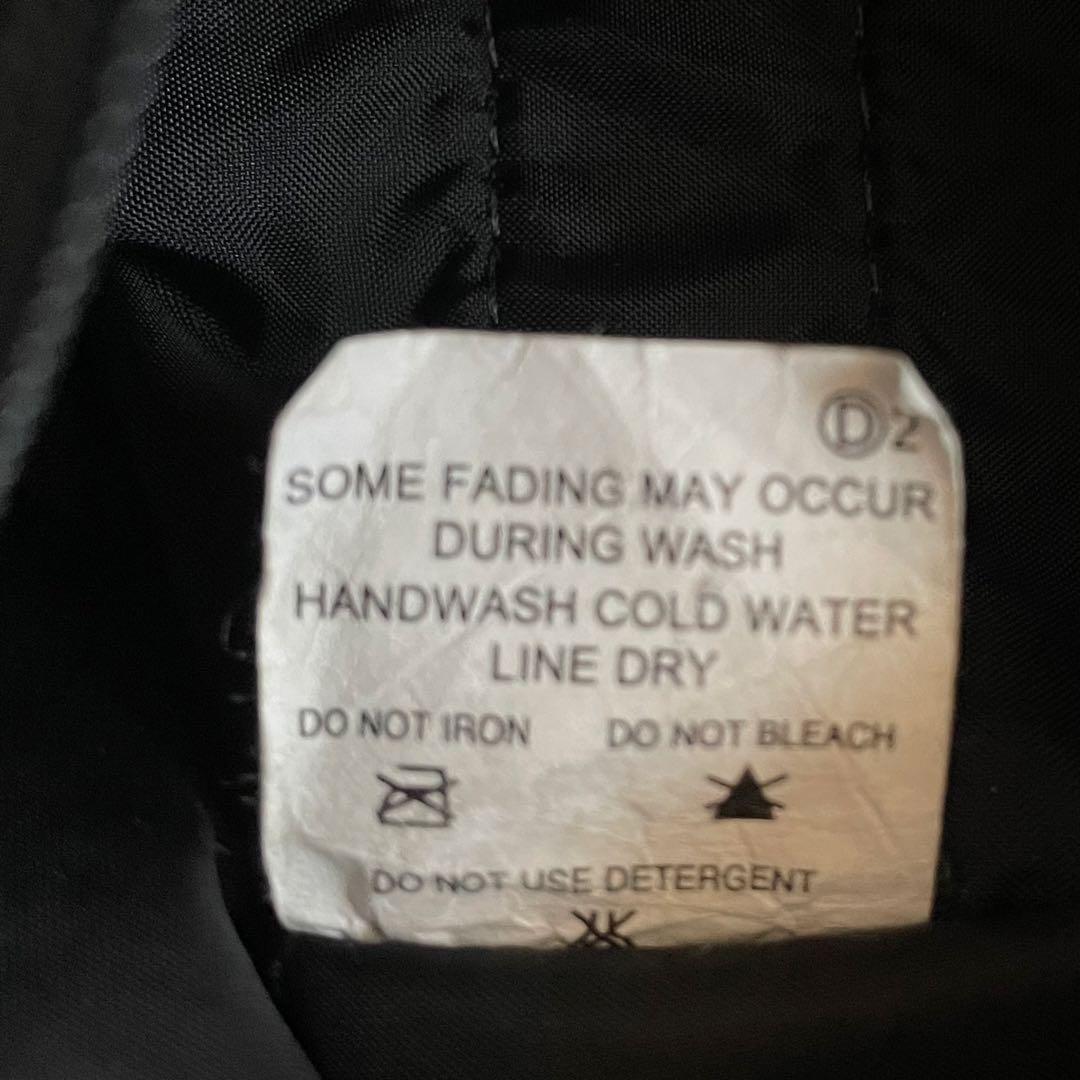 Ⓓ2
SOME FADING MAY OCCUR
DURING WASH
HANDWASH COLD WATER
LINE DRY
DO NOT IRON DO NOT BLEACH
DO NOT USE DETERGENT